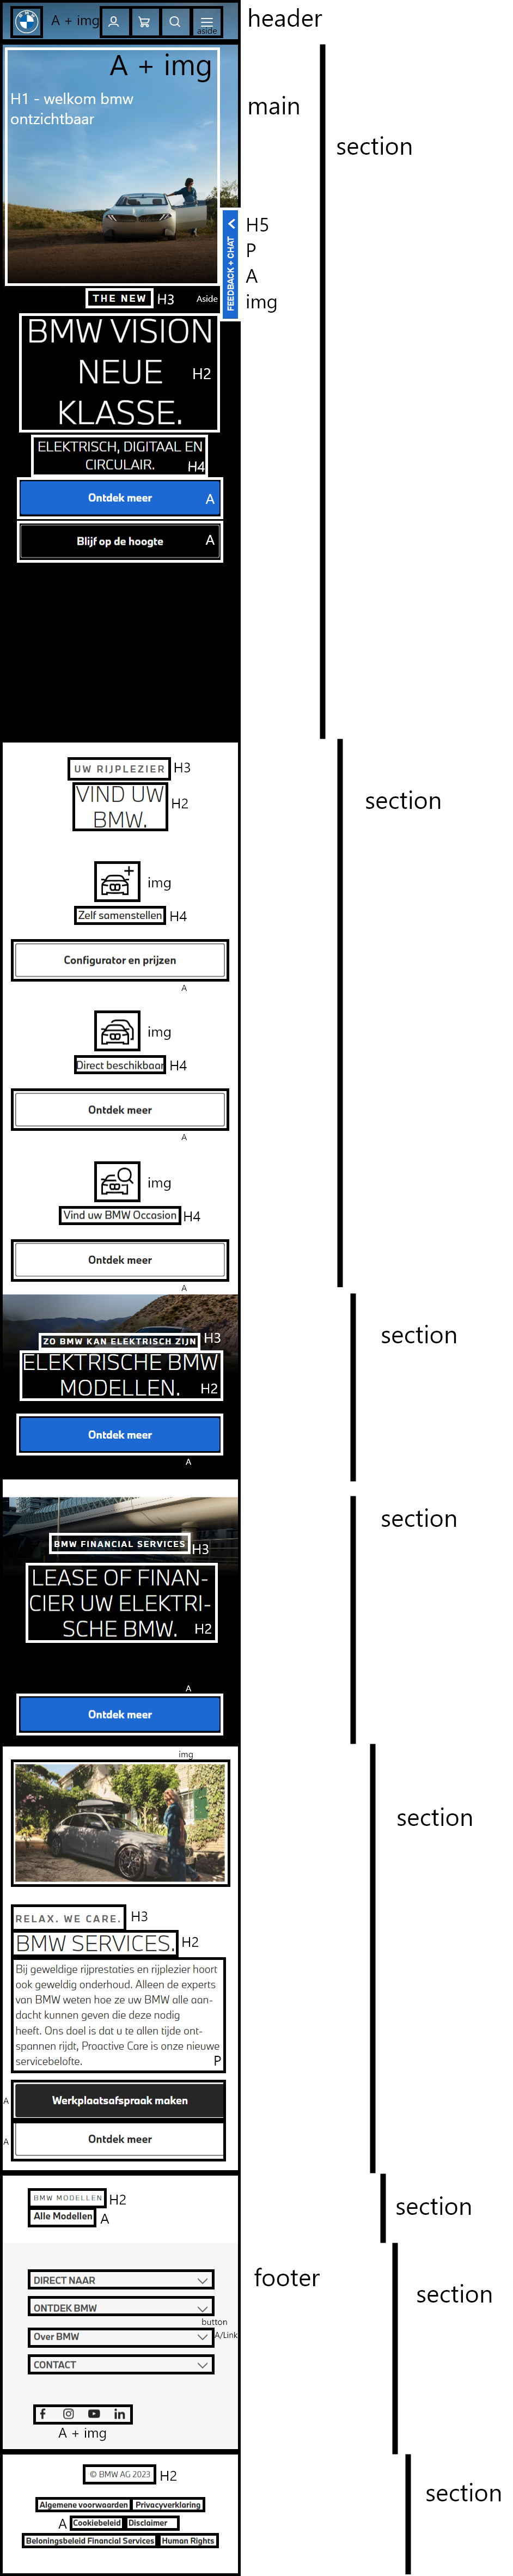 A + img
header
aside
A + img
H1 - welkom bmw
ontzichtbaar
main
section
FEEDBACK + CHAT
H5
P
A
img
THE NEW
H3
Aside
BMW VISION
NEUE
KLASSE.
H2
ELEKTRISCH, DIGITAAL EN
CIRCULAIR.
H4
Ontdek meer
A
Blijf op de hoogte
A
UW RIJPLEZIER
H3
VIND UW
BMW.
H2
section
img
Zelf samenstellen
H4
Configurator en prijzen
A
img
Direct beschikbaar
H4
Ontdek meer
A
img
Vind uw BMW Occasion
H4
Ontdek meer
A
ZO BMW KAN ELEKTRISCH ZIJN
H3
section
ELEKTRISCHE BMW
MODELLEN.
H2
Ontdek meer
A
section
BMW FINANCIAL SERVICES
H3
LEASE OF FINAN-
CIER UW ELEKTRI-
SCHE BMW.
H2
A
Ontdek meer
img
section
RELAX. WE CARE.
H3
BMW SERVICES.
H2
Bij geweldige rijprestaties en rijplezier hoort
ook geweldig onderhoud. Alleen de experts
van BMW weten hoe ze uw BMW alle aan-
dacht kunnen geven die deze nodig
heeft. Ons doel is dat u te allen tijde ont-
spannen rijdt, Proactive Care is onze nieuwe
servicebelofte.
P
A
Werkplaatsafspraak maken
A
Ontdek meer
BMW MODELLEN
H2
section
Alle Modellen
A
footer
DIRECT NAAR
section
ONTDEK BMW
button
Over BMW
A/Link
CONTACT
A + img
© BMW AG 2023
H2
section
Algemene voorwaarden
Privacyverklaring
A
Cookiebeleid
Disclaimer
Beloningsbeleid Financial Services
Human Rights